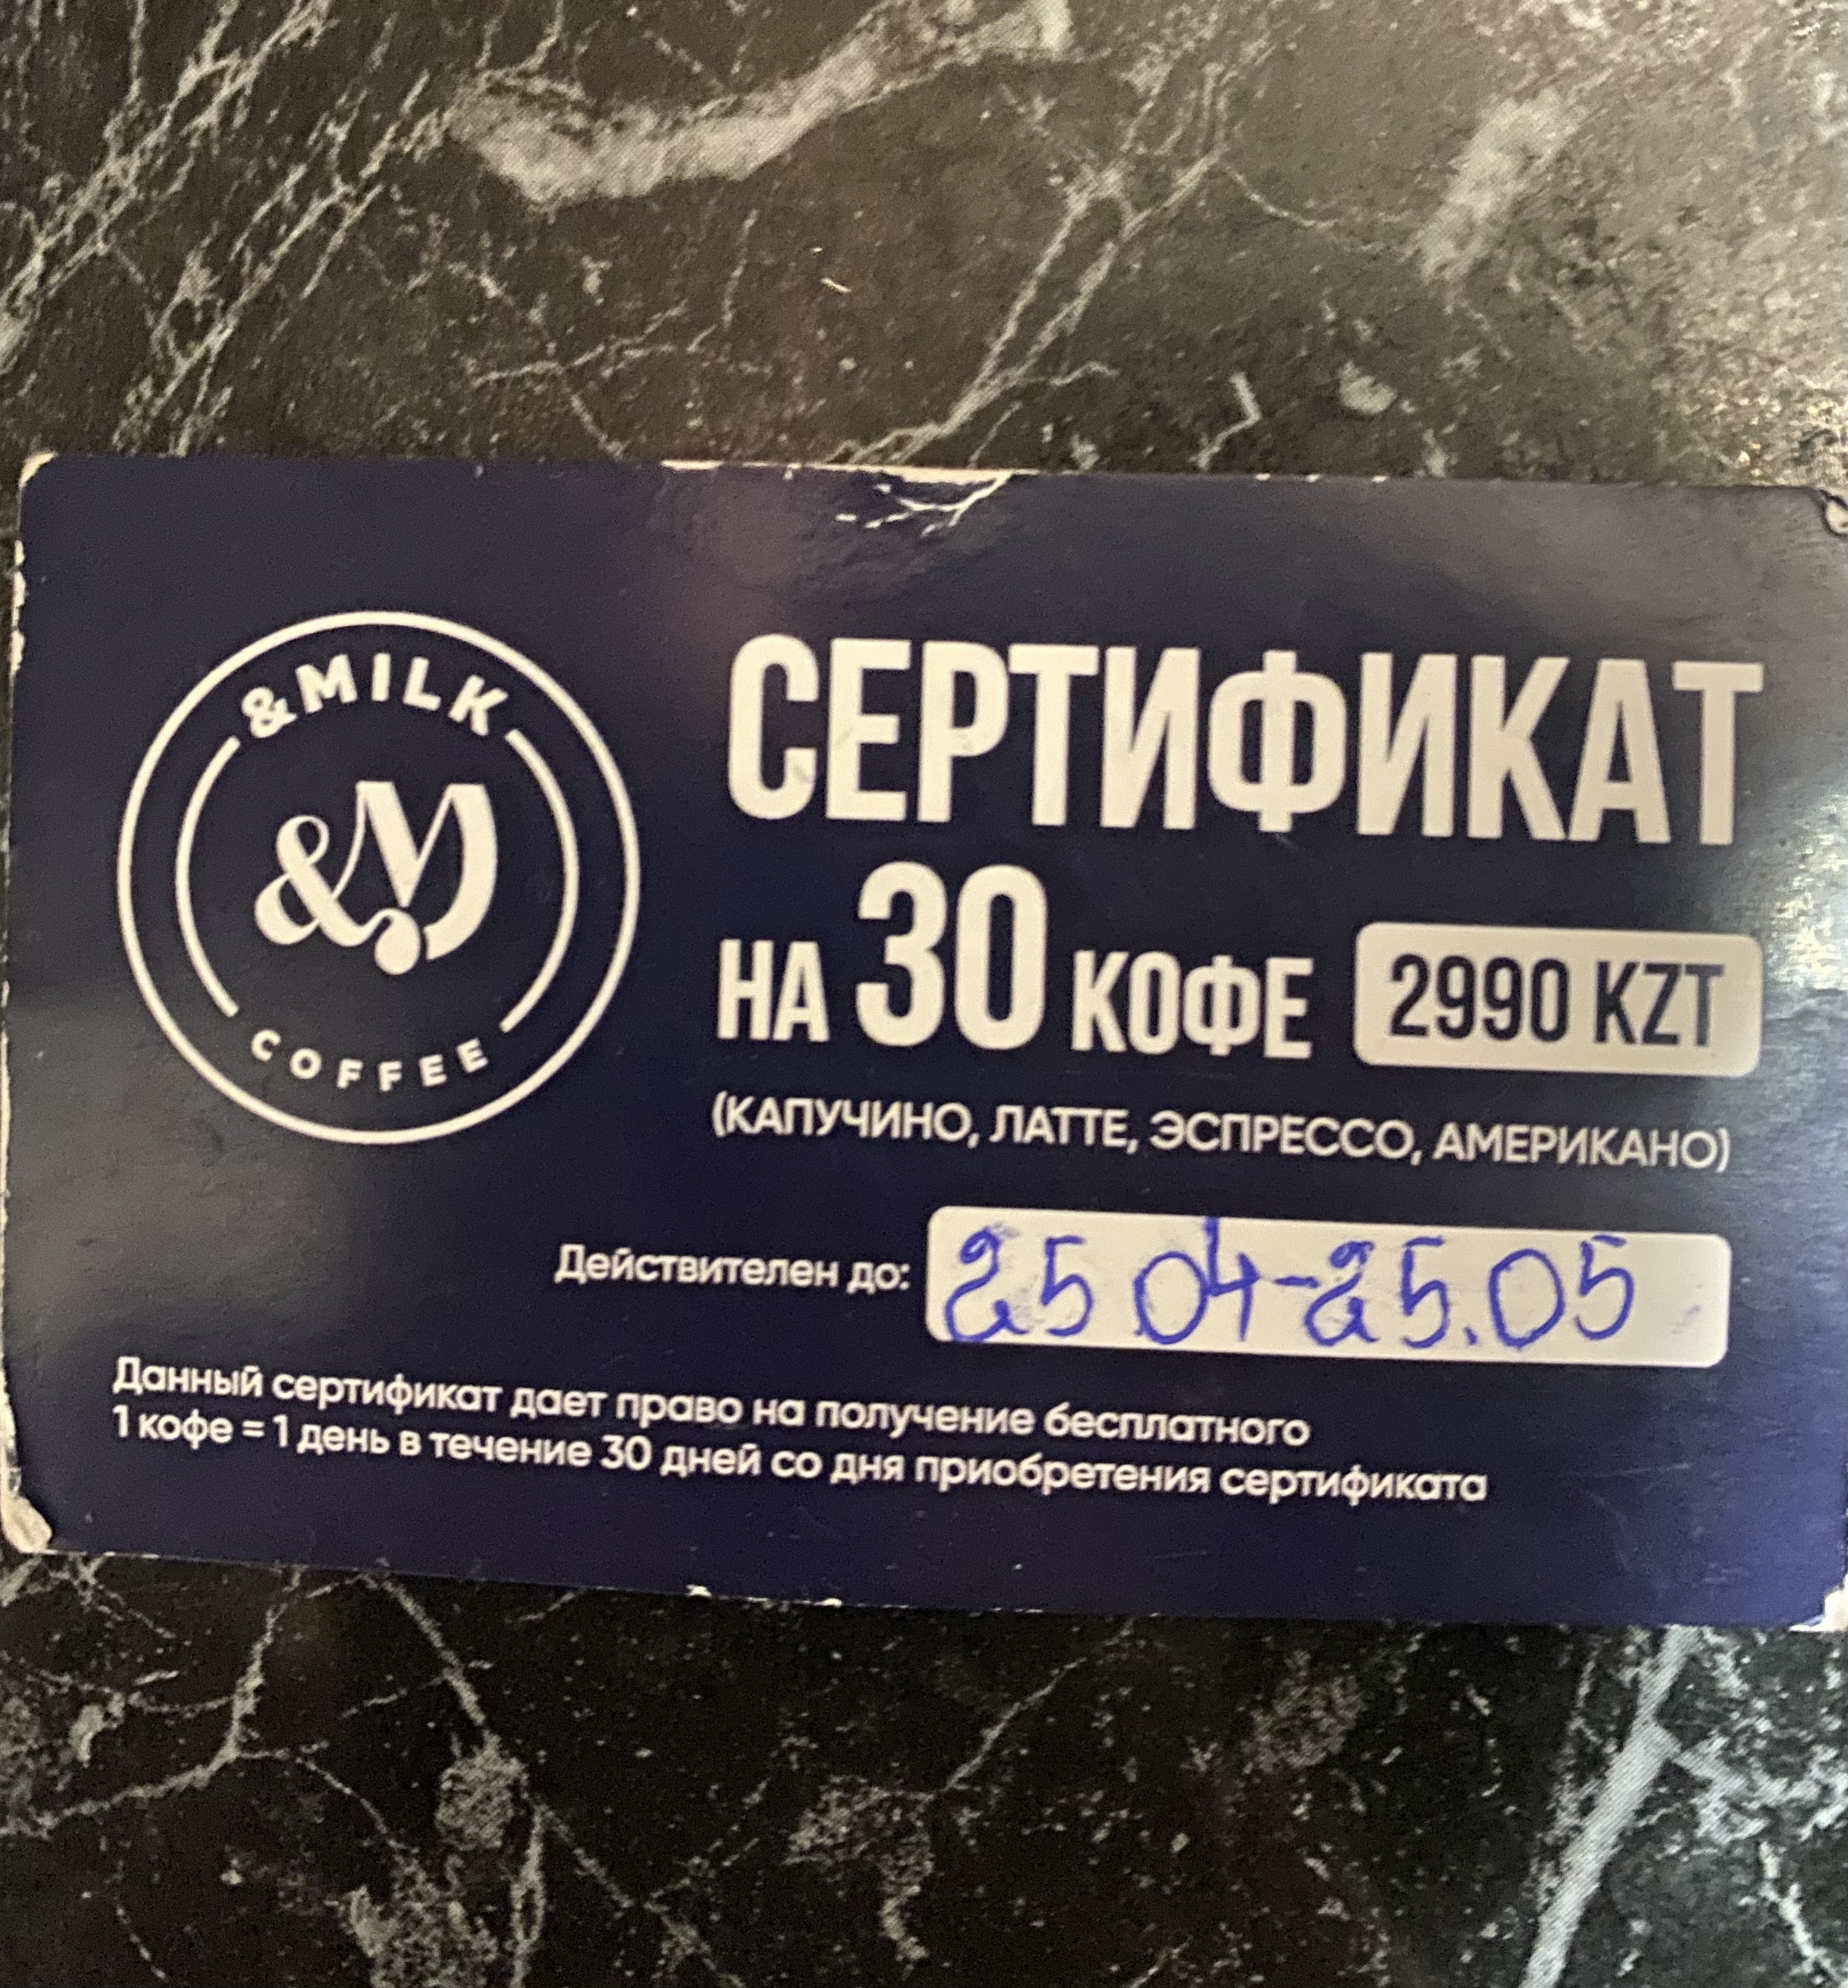 &MILK
&M
COFFEE
СЕРТИФИКАТ
НА 30 КОФЕ 2990 KZT
(КАПУЧИНО, ЛАТТЕ, ЭСПРЕССО, АМЕРИКАНО)
Действителен до: 25 04-25.05
Данный сертификат дает право на получение бесплатного
1 кофе = 1 день в течение 30 дней со дня приобретения сертификата